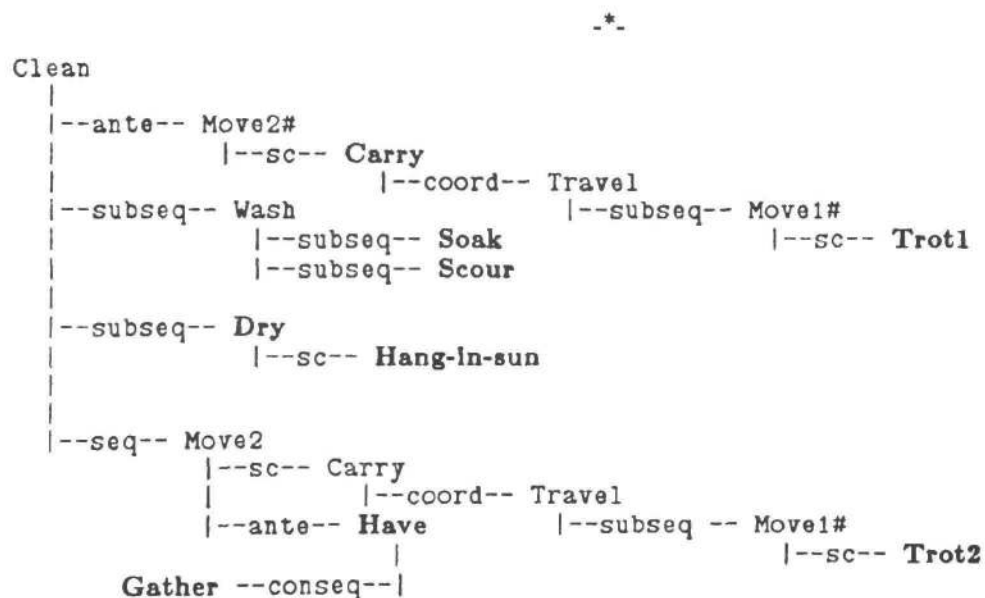 -*-
Clean
|
|--ante-- Move2#
|--sc-- Carry
|--coord-- Travel
|--subseq-- Wash |--subseq-- Move1#
|--subseq-- Soak |--sc-- Trot1
|--subseq-- Scour
|
|--subseq-- Dry
|--sc-- Hang-in-sun
|
|
|--seq-- Move2
|--sc-- Carry
| |--coord-- Travel
|--ante-- Have |--subseq -- Move1#
| |--sc-- Trot2
Gather --conseq--|